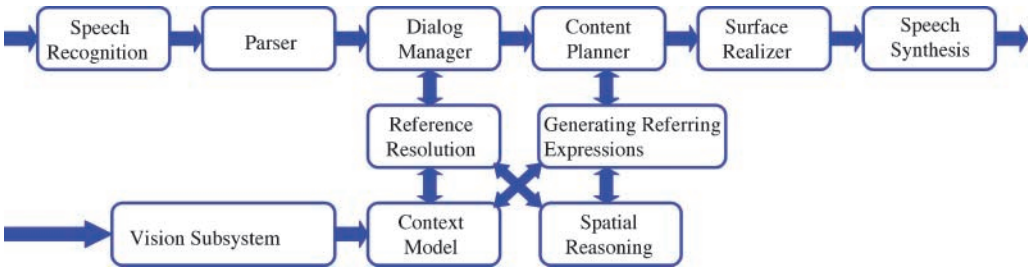 Speech
Recognition
Parser
Dialog
Manager
Content
Planner
Surface
Realizer
Speech
Synthesis
Reference
Resolution
Generating Referring
Expressions
Vision Subsystem
Context
Model
Spatial
Reasoning